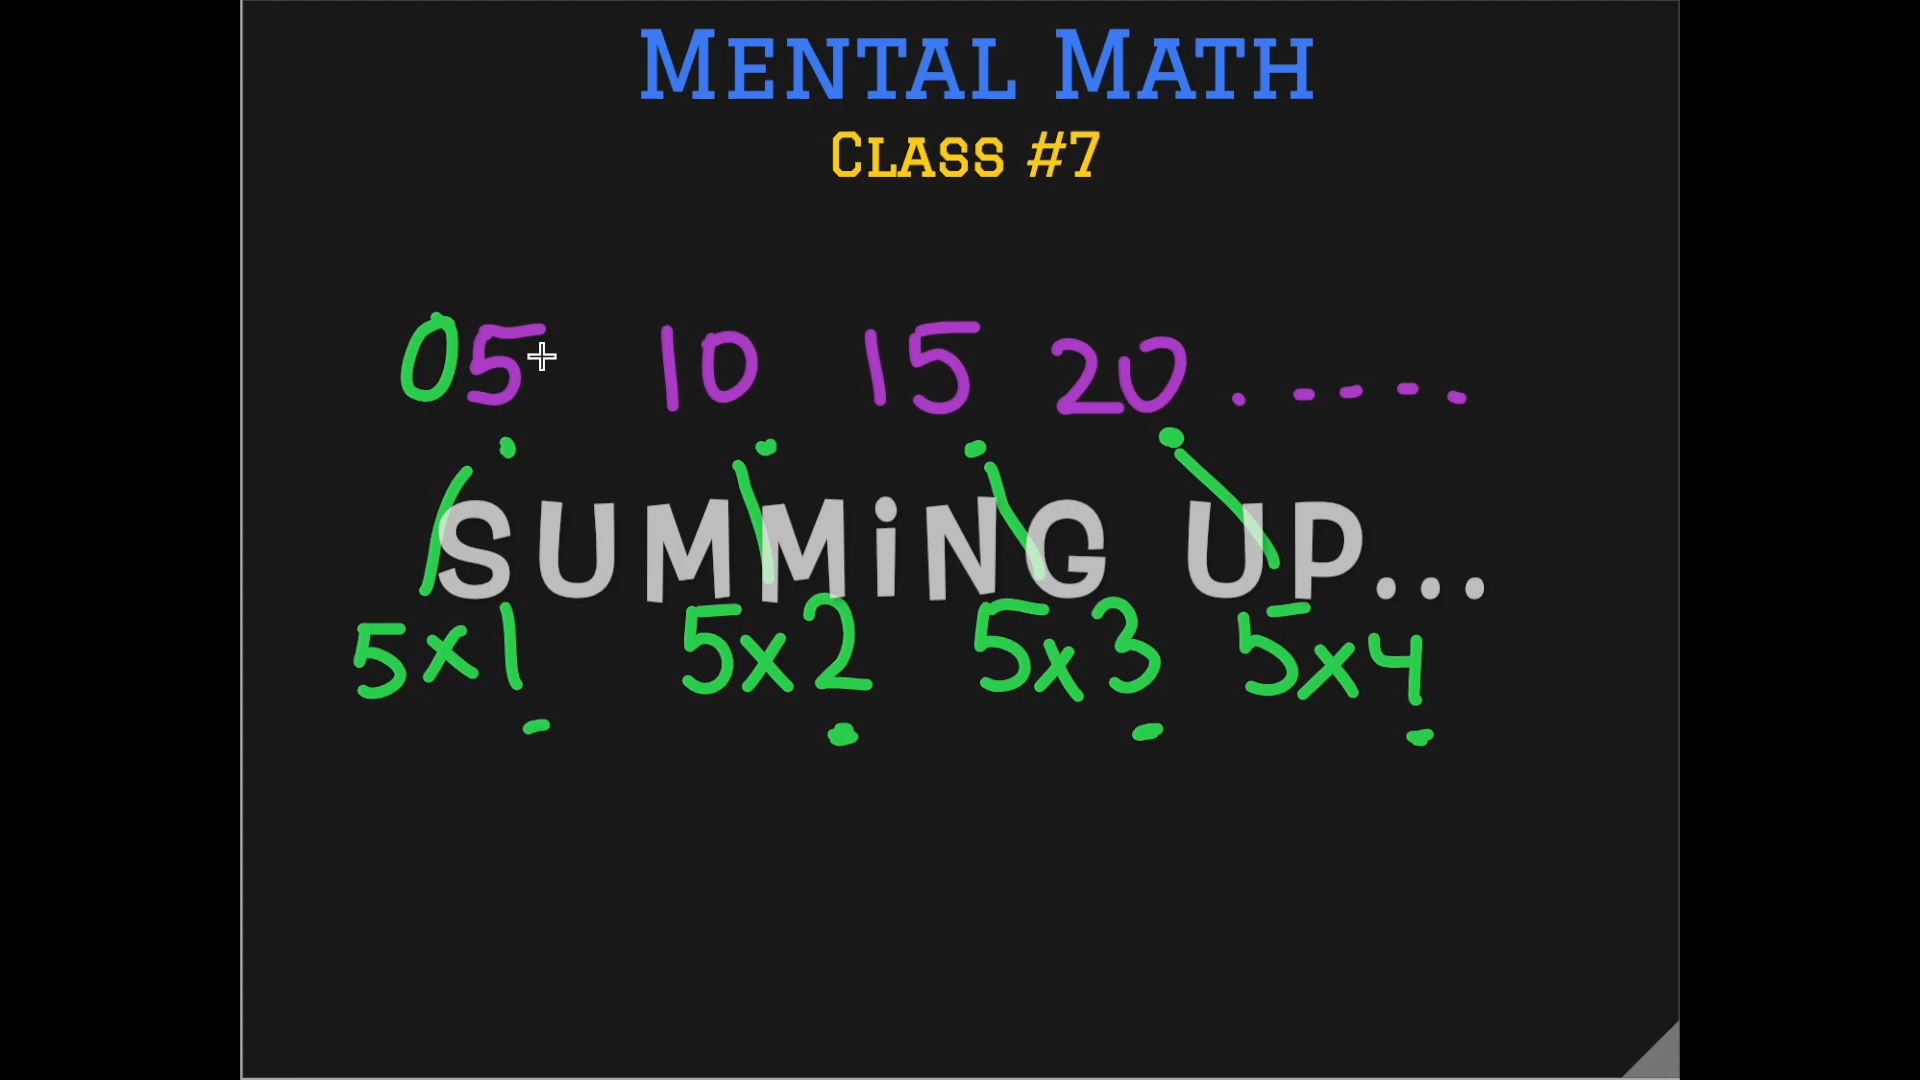 MENTAL MATH
CLASS #7
05 10 15 20 . - - - -
SUMMING UP...
5x1 5x2 5x3 5x4